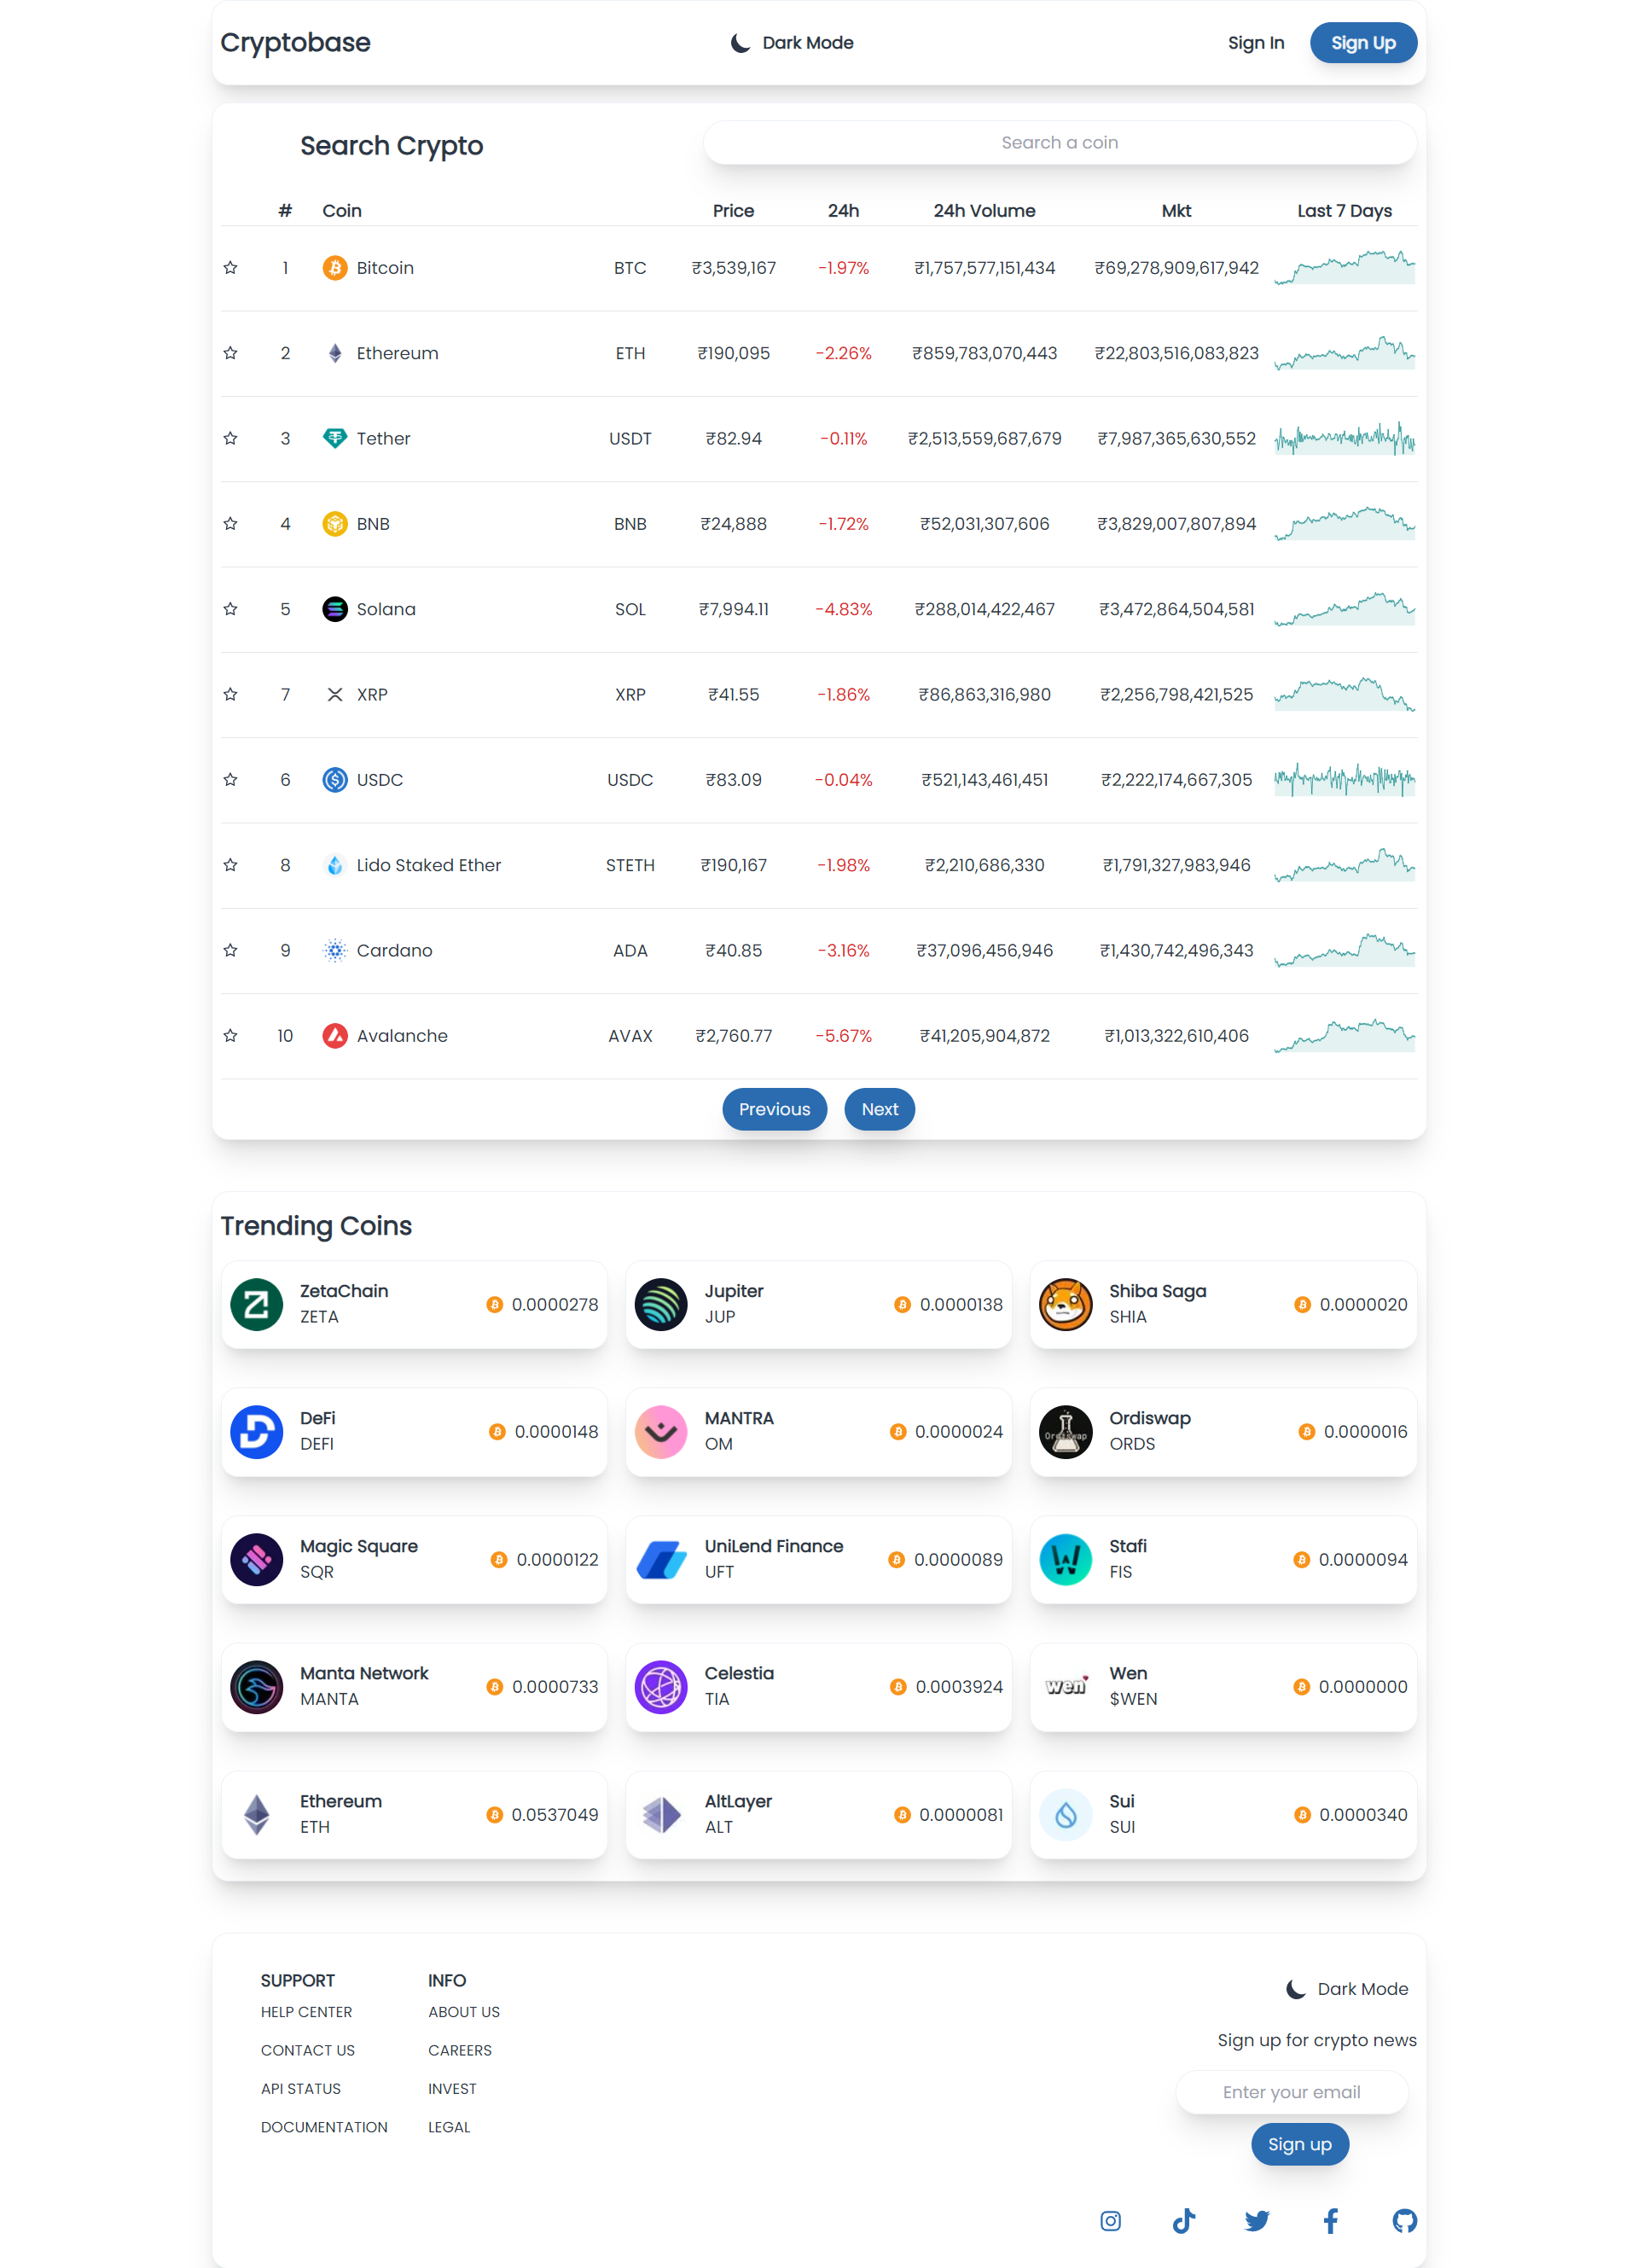 Cryptobase
Dark Mode
Sign In
Sign Up
Search Crypto
Search a coin
# Coin Price 24h 24h Volume Mkt Last 7 Days
1 Bitcoin BTC ₹3,539,167 -1.97% ₹1,757,577,151,434 ₹69,278,909,617,942
2 Ethereum ETH ₹190,095 -2.26% ₹859,783,070,443 ₹22,803,516,083,823
3 Tether USDT ₹82.94 -0.11% ₹2,513,559,687,679 ₹7,987,365,630,552
4 BNB BNB ₹24,888 -1.72% ₹52,031,307,606 ₹3,829,007,807,894
5 Solana SOL ₹7,994.11 -4.83% ₹288,014,422,467 ₹3,472,864,504,581
7 XRP XRP ₹41.55 -1.86% ₹86,863,316,980 ₹2,256,798,421,525
6 USDC USDC ₹83.09 -0.04% ₹521,143,461,451 ₹2,222,174,667,305
8 Lido Staked Ether STETH ₹190,167 -1.98% ₹2,210,686,330 ₹1,791,327,983,946
9 Cardano ADA ₹40.85 -3.16% ₹37,096,456,946 ₹1,430,742,496,343
10 Avalanche AVAX ₹2,760.77 -5.67% ₹41,205,904,872 ₹1,013,322,610,406
Previous
Next
Trending Coins
ZetaChain
ZETA
0.0000278
Jupiter
JUP
0.0000138
Shiba Saga
SHIA
0.0000020
DeFi
DEFI
0.0000148
MANTRA
OM
0.0000024
Ordiswap
Ordiswap
ORDS
0.0000016
Magic Square
SQR
0.0000122
UniLend Finance
UFT
0.0000089
Stafi
FIS
0.0000094
Manta Network
MANTA
0.0000733
Celestia
TIA
0.0003924
wen
Wen
$WEN
0.0000000
Ethereum
ETH
0.0537049
AltLayer
ALT
0.0000081
Sui
SUI
0.0000340
SUPPORT
HELP CENTER
CONTACT US
API STATUS
DOCUMENTATION
INFO
ABOUT US
CAREERS
INVEST
LEGAL
Dark Mode
Sign up for crypto news
Enter your email
Sign up